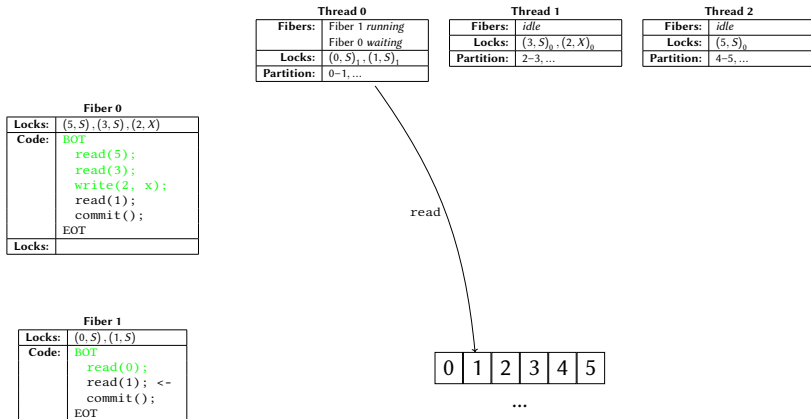 Thread 0
Fibers: Fiber 1 running
Fiber 0 waiting
Locks: (0, S)₁ , (1, S)₁
Partition: 0–1, ...
Thread 1
Fibers: idle
Locks: (3, S)₀ , (2, X)₀
Partition: 2–3, ...
Thread 2
Fibers: idle
Locks: (5, S)₀
Partition: 4–5, ...
Fiber 0
Locks: (5, S) , (3, S) , (2, X)
Code: BOT
read(5);
read(3);
write(2, x);
read(1);
commit();
EOT
Locks:
read
Fiber 1
Locks: (0, S) , (1, S)
Code: BOT
read(0);
read(1); <-
commit();
EOT
0 1 2 3 4 5
...